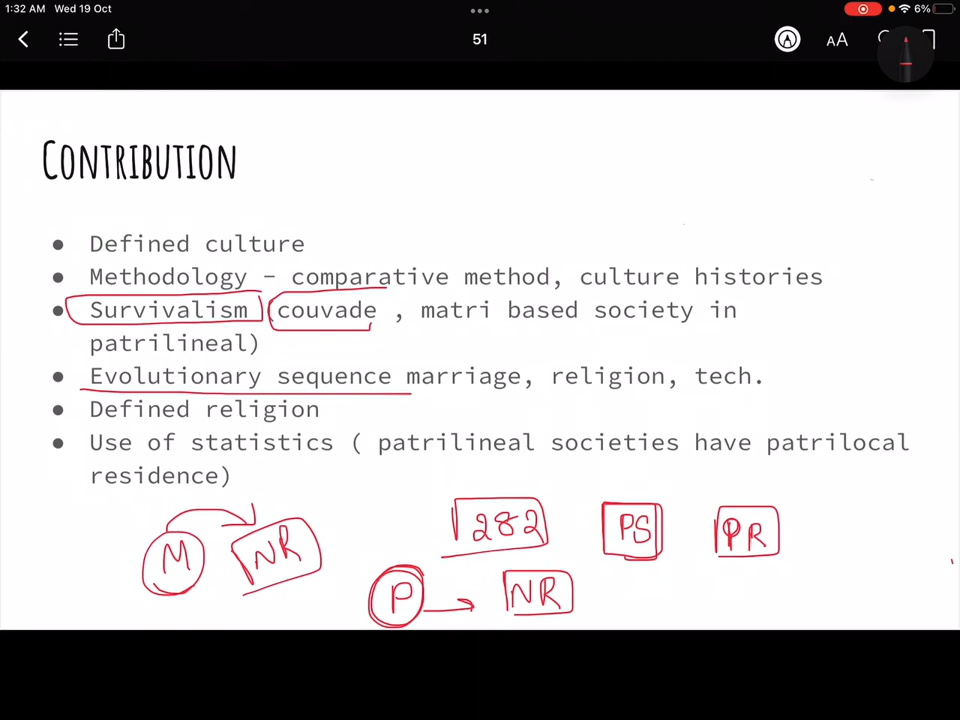 1:32 AM Wed 19 Oct
6%
51
AA
CONTRIBUTION
● Defined culture
● Methodology – comparative method, culture histories
● Survivalism (couvade , matri based society in
patrilineal)
● Evolutionary sequence marriage, religion, tech.
● Defined religion
● Use of statistics ( patrilineal societies have patrilocal
residence)
M NR 282 PS PR
P NR